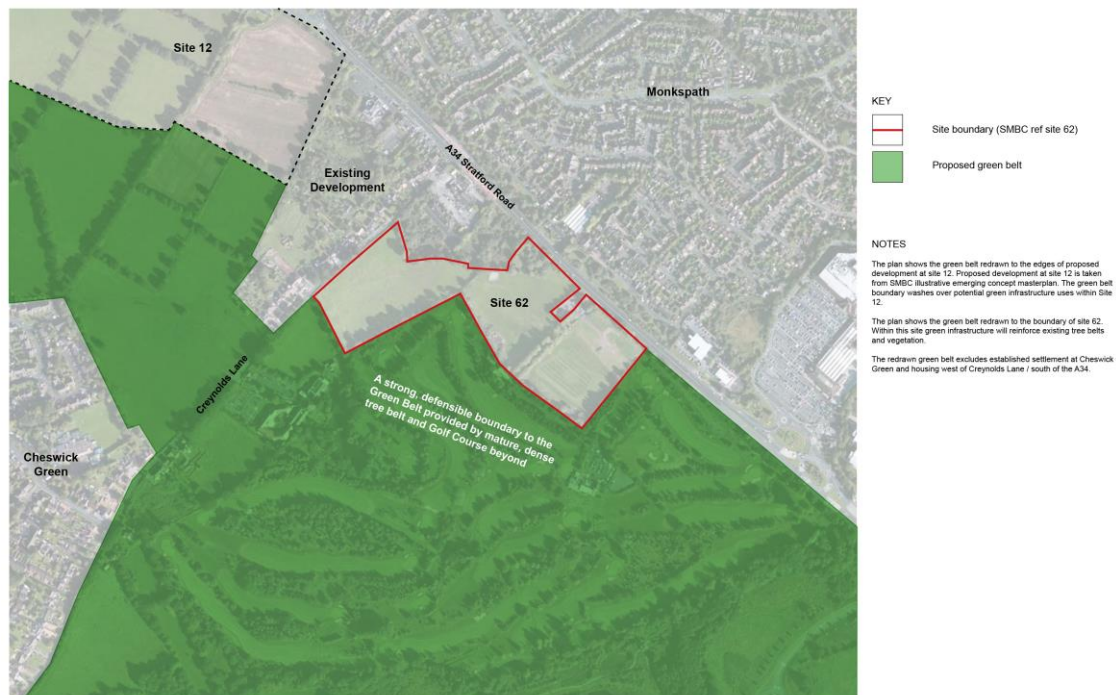 Site 12
Monkspath
A34 Stratford Road
Existing
Development
Site 62
Creynolds Lane
A strong, defensible boundary to the
Green Belt provided by mature, dense
tree belt and Golf Course beyond
Cheswick
Green
KEY
Site boundary (SMBC ref site 62)
Proposed green belt
NOTES
The plan shows the green belt redrawn to the edges of proposed
development at site 12. Proposed development at site 12 is taken
from SMBC illustrative emerging concept masterplan. The green belt
boundary washes over potential green infrastructure uses within Site
12.
The plan shows the green belt redrawn to the boundary of site 62.
Within this site green infrastructure will reinforce existing tree belts
and vegetation.
The redrawn green belt excludes established settlement at Cheswick
Green and housing west of Creynolds Lane / south of the A34.